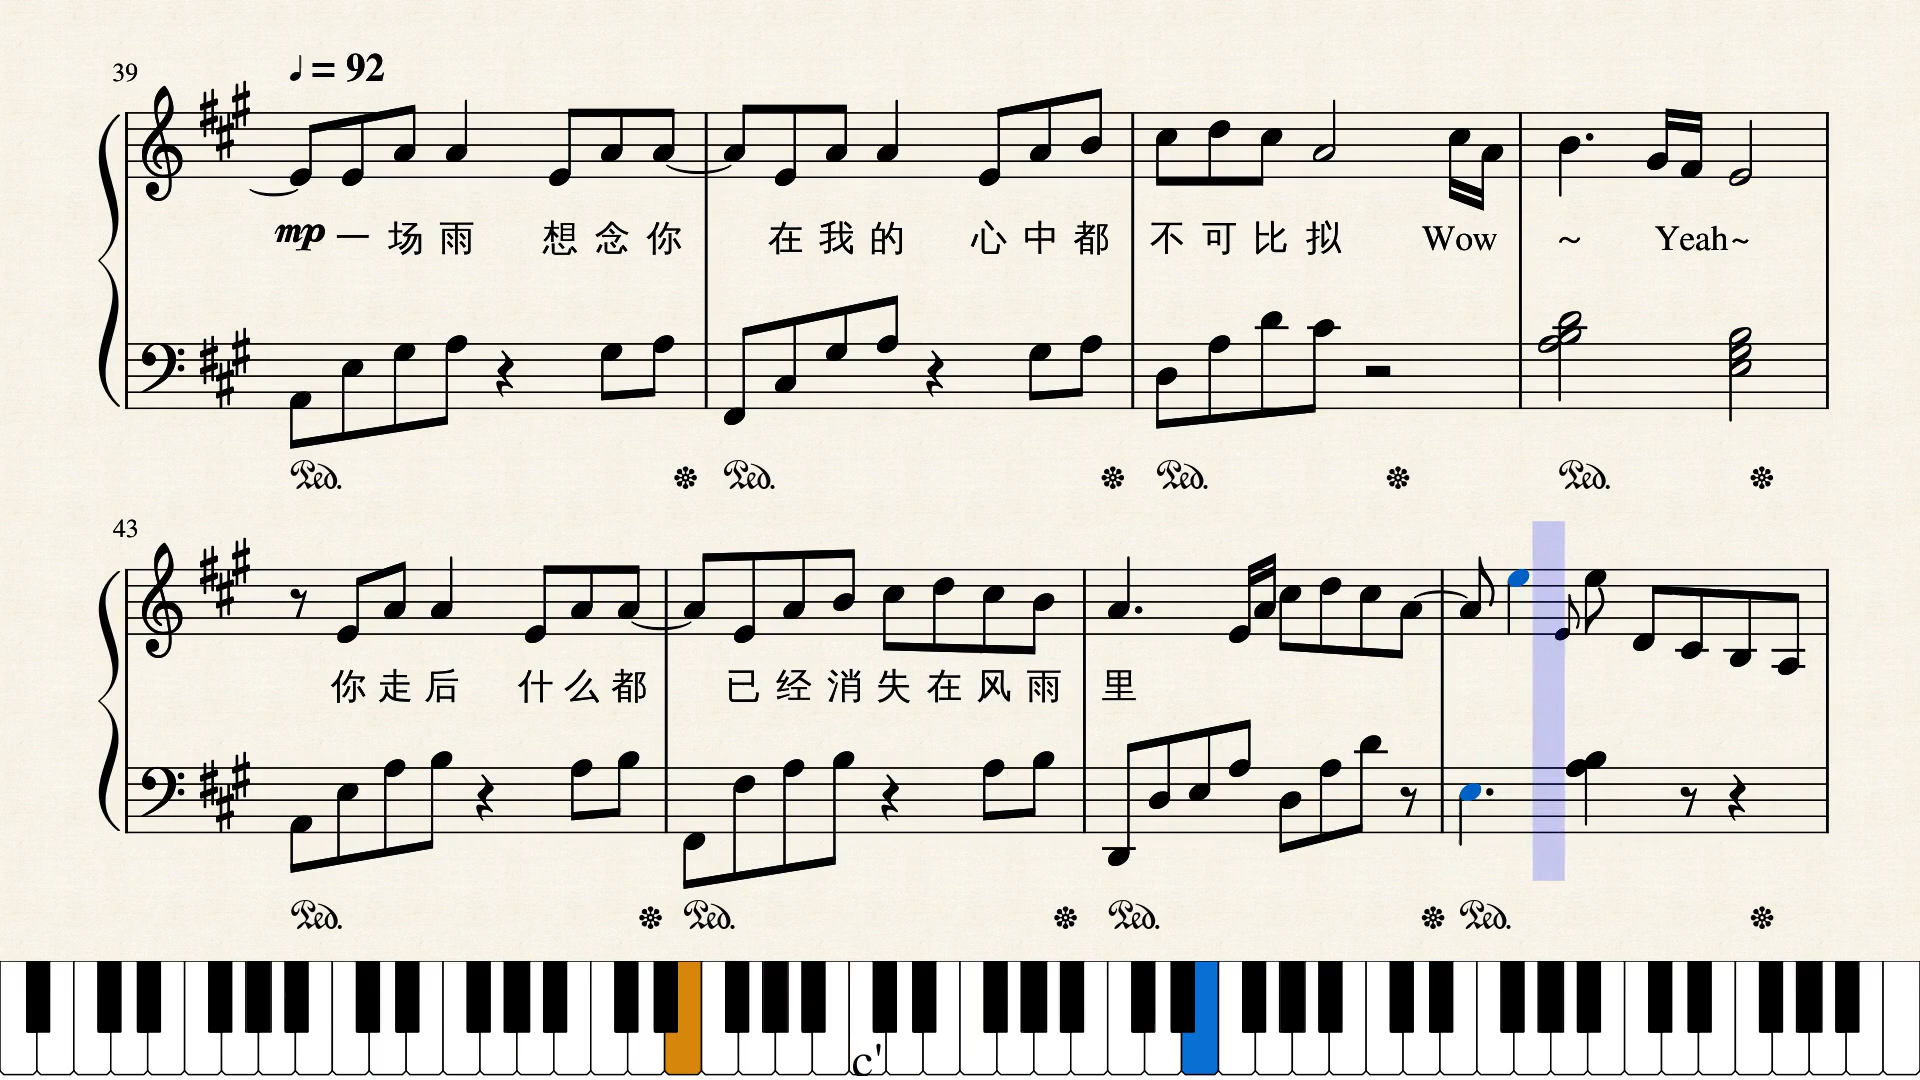 39
♩ = 92
mp 一 场 雨 想 念 你 在 我 的 心 中 都 不 可 比 拟 Wow ~ Yeah~
Ped. Ped. Ped. Ped.
43
你 走 后 什 么 都 已 经 消 失 在 风 雨 里
Ped. Ped. Ped. Ped.
c'